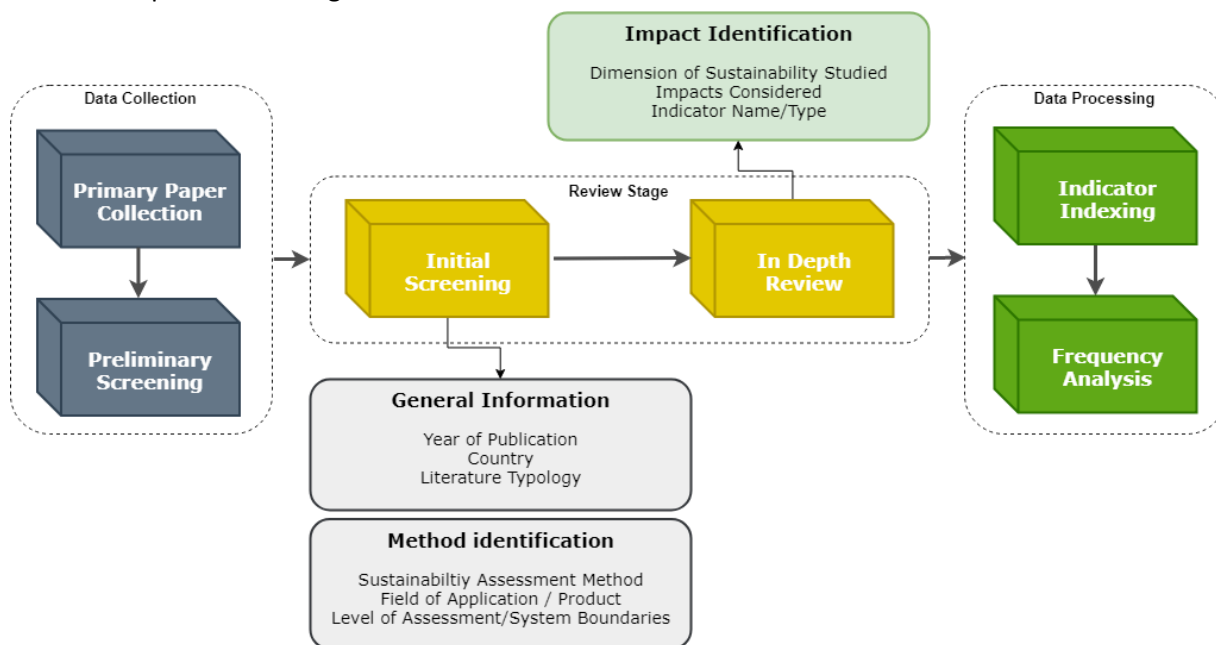 Impact Identification
Dimension of Sustainability Studied
Impacts Considered
Indicator Name/Type
Data Collection
Primary Paper
Collection
Preliminary
Screening
Review Stage
Initial
Screening
In Depth
Review
General Information
Year of Publication
Country
Literature Typology
Method identification
Sustainabiltiy Assessment Method
Field of Application / Product
Level of Assessment/System Boundaries
Data Processing
Indicator
Indexing
Frequency
Analysis